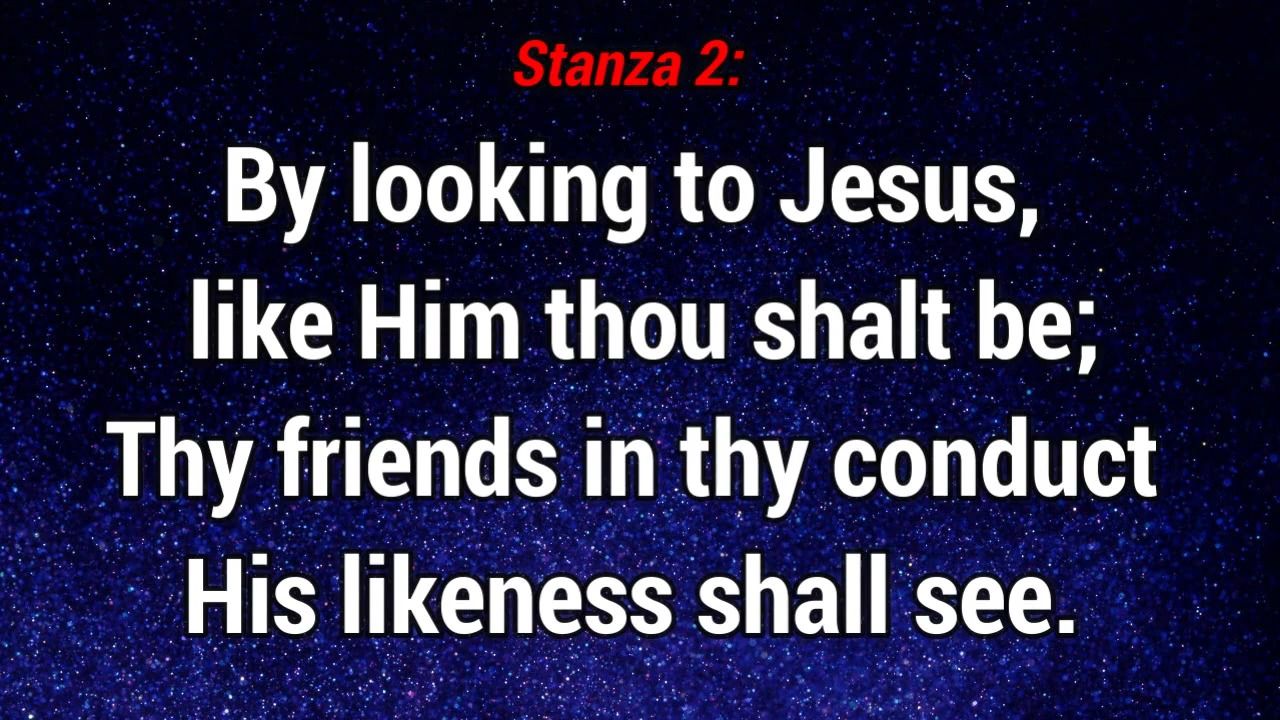 Stanza 2:
By looking to Jesus,
like Him thou shalt be;
Thy friends in thy conduct
His likeness shall see.